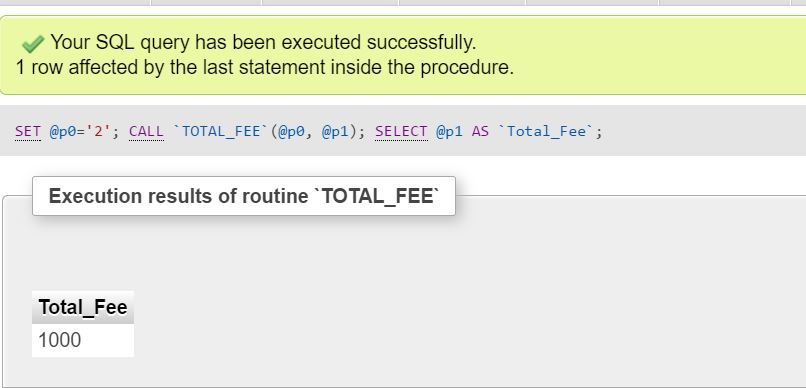 Your SQL query has been executed successfully.
1 row affected by the last statement inside the procedure.
SET @p0='2'; CALL `TOTAL_FEE`(@p0, @p1); SELECT @p1 AS `Total_Fee`;
Execution results of routine `TOTAL_FEE`
Total_Fee
1000